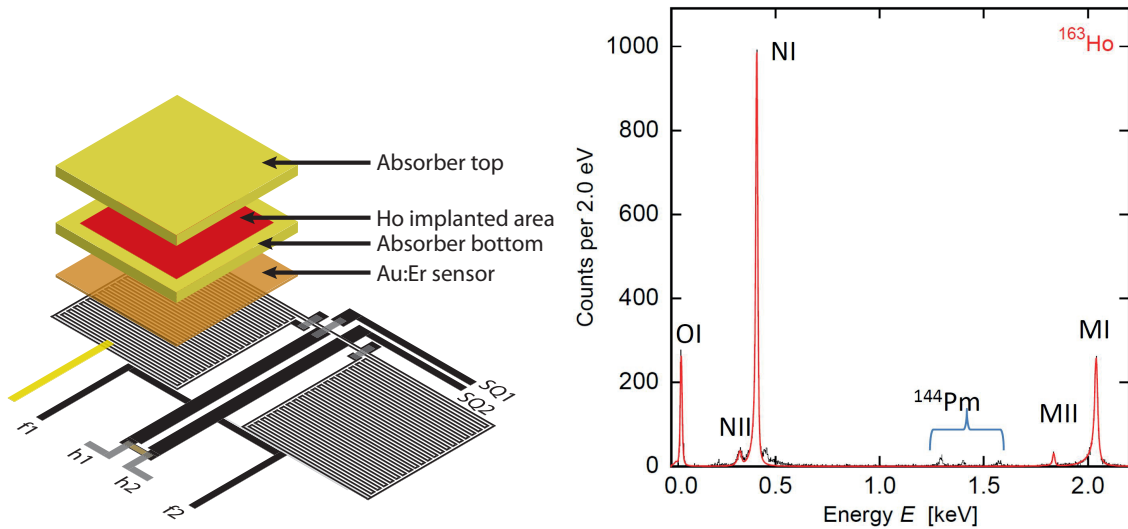 Absorber top
Ho implanted area
Absorber bottom
Au:Er sensor
SQ1
SQ2
f1
h1
h2
f2
163Ho
1000
800
600
400
200
0
Counts per 2.0 eV
NI
OI
NII
144Pm
MII
MI
0.0
0.5
1.0
1.5
2.0
Energy E [keV]